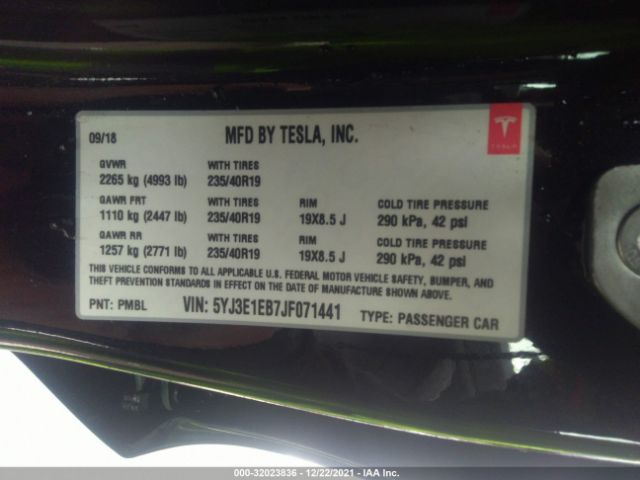 09/18 MFD BY TESLA, INC. TESLA
GVWR WITH TIRES
2265 kg (4993 lb) 235/40R19
GAWR FRT WITH TIRES RIM COLD TIRE PRESSURE
1110 kg (2447 lb) 235/40R19 19X8.5 J 290 kPa, 42 psi
GAWR RR WITH TIRES RIM COLD TIRE PRESSURE
1257 kg (2771 lb) 235/40R19 19X8.5 J 290 kPa, 42 psi
THIS VEHICLE CONFORMS TO ALL APPLICABLE U.S. FEDERAL MOTOR VEHICLE SAFETY, BUMPER, AND
THEFT PREVENTION STANDARDS IN EFFECT ON THE DATE OF MANUFACTURE SHOWN ABOVE.
PNT: PMBL VIN: 5YJ3E1EB7JF071441 TYPE: PASSENGER CAR
000-32023836 - 12/22/2021 - IAA Inc.